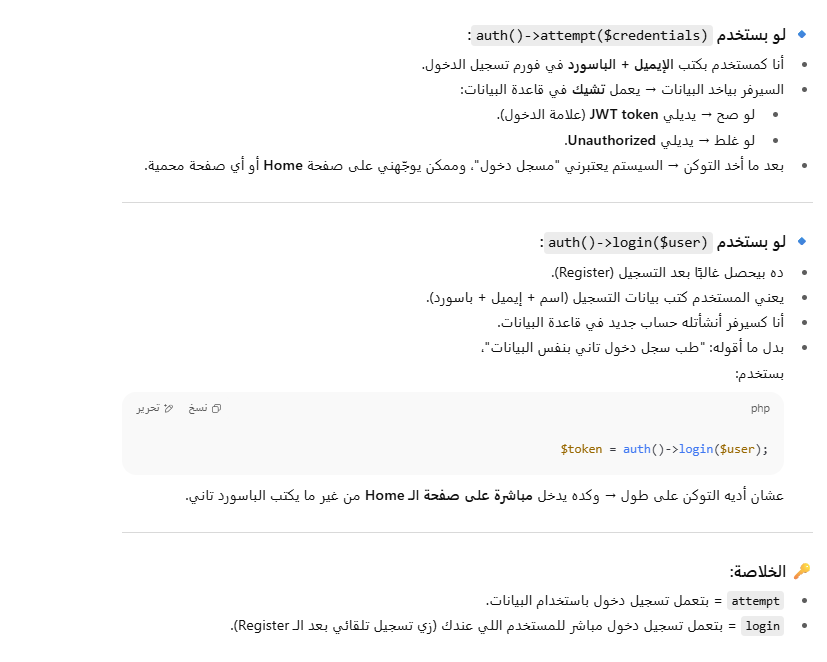 🔹 لو بستخدم auth()->attempt($credentials):
أنا كمستخدم بكتب الإيميل + الباسورد في فورم تسجيل الدخول.
السيرفر بياخد البيانات → يعمل تشيك في قاعدة البيانات:
لو صح → يديلي JWT token (علامة الدخول).
لو غلط → يديلي Unauthorized.
بعد ما أخد التوكن → السيستم يعتبرني "مسجل دخول"، وممكن يوجّهني على صفحة Home أو أي صفحة محمية.
🔹 لو بستخدم auth()->login($user):
ده بيحصل غالبًا بعد التسجيل (Register).
يعني المستخدم كتب بيانات التسجيل (اسم + إيميل + باسورد).
أنا كسيرفر أنشأتله حساب جديد في قاعدة البيانات.
بدل ما أقوله: "طب سجل دخول تاني بنفس البيانات"،
بستخدم:
php نسخ تحرير
$token = auth()->login($user);
عشان أديه التوكن على طول → وكده يدخل مباشرة على صفحة الـ Home من غير ما يكتب الباسورد تاني.
🔑 الخلاصة:
attempt = بتعمل تسجيل دخول باستخدام البيانات.
login = بتعمل تسجيل دخول مباشر للمستخدم اللي عندك (زي تسجيل تلقائي بعد الـ Register).